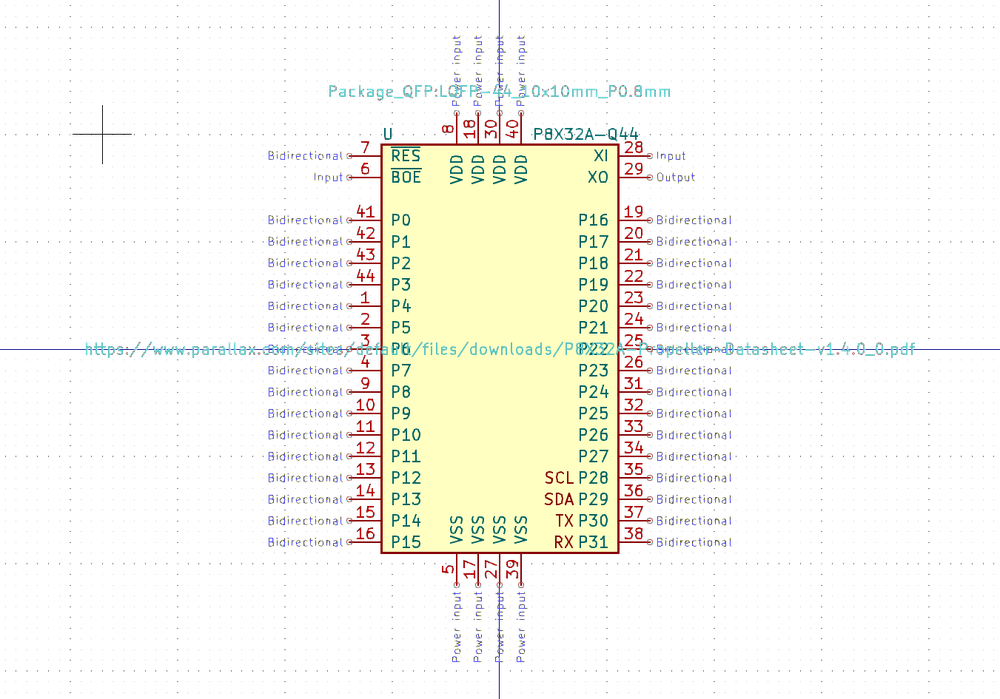 Power input Power input Power input Power input
Package_QFP:LQFP-44_10x10mm_P0.8mm
8 18 30 40
U P8X32A-Q44
Bidirectional 7 RES VDD VDD VDD VDD XI 28 Input
Input 6 BOE XO 29 Output
Bidirectional 41 P0 P16 19 Bidirectional
Bidirectional 42 P1 P17 20 Bidirectional
Bidirectional 43 P2 P18 21 Bidirectional
Bidirectional 44 P3 P19 22 Bidirectional
Bidirectional 1 P4 P20 23 Bidirectional
Bidirectional 2 P5 P21 24 Bidirectional
Bidirectional 3 P6 P22 25 Bidirectional
https://www.parallax.com/sites/default/files/downloads/P8X32A-Propeller-Datasheet-v1.4.0_0.pdf
Bidirectional 4 P7 P23 26 Bidirectional
Bidirectional 9 P8 P24 31 Bidirectional
Bidirectional 10 P9 P25 32 Bidirectional
Bidirectional 11 P10 P26 33 Bidirectional
Bidirectional 12 P11 P27 34 Bidirectional
Bidirectional 13 P12 SCL P28 35 Bidirectional
Bidirectional 14 P13 SDA P29 36 Bidirectional
Bidirectional 15 P14 TX P30 37 Bidirectional
Bidirectional 16 P15 VSS VSS VSS VSS RX P31 38 Bidirectional
5 17 27 39
Power input Power input Power input Power input